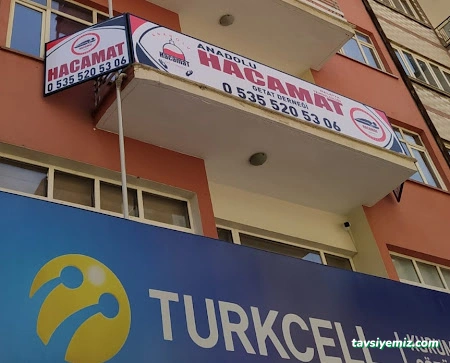 HACAMAT
0 535 520 53 06
Hacamat
ANADOLU
HACAMAT
GETAT DERNEĞİ
0 535 520 53 06
TURKCELL
KURUM
tavsiyemiz.com